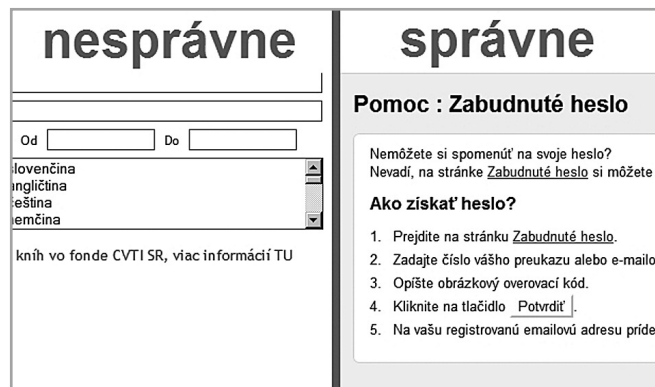 nesprávne
Od Do
lovenčina
angličtina
čeština
nemčina
kníh vo fonde CVTI SR, viac informácií TU
správne
Pomoc : Zabudnuté heslo
Nemôžete si spomenúť na svoje heslo?
Nevadí, na stránke Zabudnuté heslo si môžete
Ako získať heslo?
1. Prejdite na stránku Zabudnuté heslo.
2. Zadajte číslo vášho preukazu alebo e-mailo
3. Opíšte obrázkový overovací kód.
4. Kliknite na tlačidlo Potvrdiť .
5. Na vašu registrovanú emailovú adresu príde